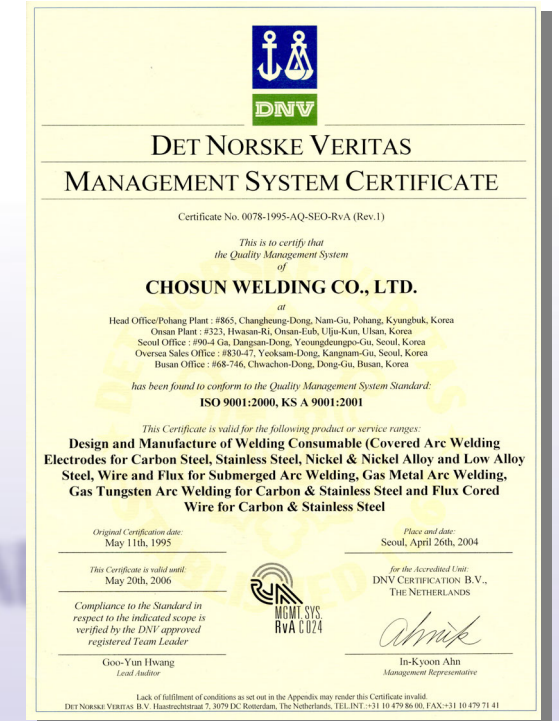 DNV
DET NORSKE VERITAS
MANAGEMENT SYSTEM CERTIFICATE
Certificate No. 0078-1995-AQ-SEO-RvA (Rev.1)
This is to certify that
the Quality Management System
of
CHOSUN WELDING CO., LTD.
at
Head Office/Pohang Plant : #865, Changheung-Dong, Nam-Gu, Pohang, Kyungbuk, Korea
Onsan Plant : #323, Hwasan-Ri, Onsan-Eub, Ulju-Kun, Ulsan, Korea
Seoul Office : #90-4 Ga, Dangsan-Dong, Yeoungdeungpo-Gu, Seoul, Korea
Oversea Sales Office : #830-47, Yeoksam-Dong, Kangnam-Gu, Seoul, Korea
Busan Office : #68-746, Chwachon-Dong, Dong-Gu, Busan, Korea
has been found to conform to the Quality Management System Standard:
ISO 9001:2000, KS A 9001:2001
This Certificate is valid for the following product or service ranges:
Design and Manufacture of Welding Consumable (Covered Arc Welding
Electrodes for Carbon Steel, Stainless Steel, Nickel & Nickel Alloy and Low Alloy
Steel, Wire and Flux for Submerged Arc Welding, Gas Metal Arc Welding,
Gas Tungsten Arc Welding for Carbon & Stainless Steel and Flux Cored
Wire for Carbon & Stainless Steel
Original Certification date:
May 11th, 1995
Place and date:
Seoul, April 26th, 2004
This Certificate is valid until:
May 20th, 2006
for the Accredited Unit:
DNV CERTIFICATION B.V.,
THE NETHERLANDS
Compliance to the Standard in
respect to the indicated scope is
verified by the DNV approved
registered Team Leader
MGMT. SYS.
RvA C024
Goo-Yun Hwang
Lead Auditor
In-Kyoon Ahn
Management Representative
Lack of fulfilment of conditions as set out in the Appendix may render this Certificate invalid.
DET NORSKE VERITAS B.V. Haastrechtstraat 7, 3079 DC Rotterdam, The Netherlands, TEL.INT.:+31 10 479 86 00, FAX:+31 10 479 71 41